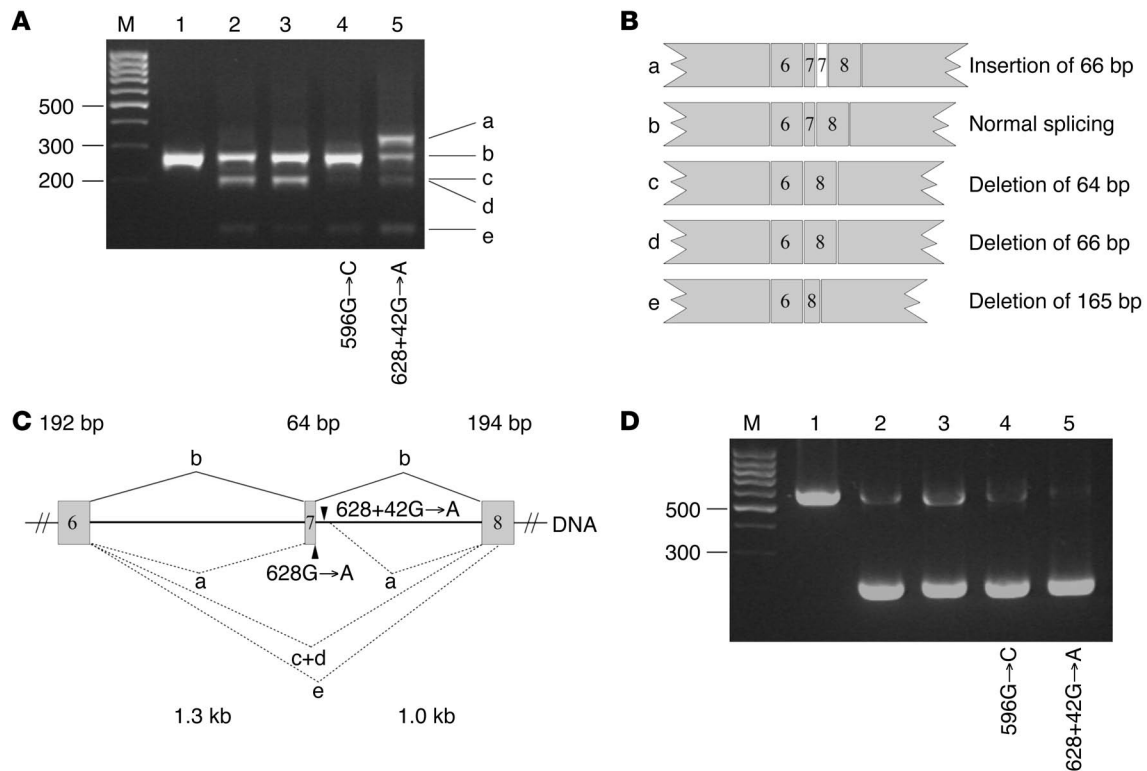 A
M 1 2 3 4 5
500
300
200
a
b
c
d
e
596G→C
628+42G→A
B
a 6 7 7 8 Insertion of 66 bp
b 6 7 8 Normal splicing
c 6 8 Deletion of 64 bp
d 6 8 Deletion of 66 bp
e 6 8 Deletion of 165 bp
C
192 bp 64 bp 194 bp
b b
628+42G→A
6 7 8 DNA
628G→A
a a
c+d
e
1.3 kb 1.0 kb
D
M 1 2 3 4 5
500
300
596G→C
628+42G→A